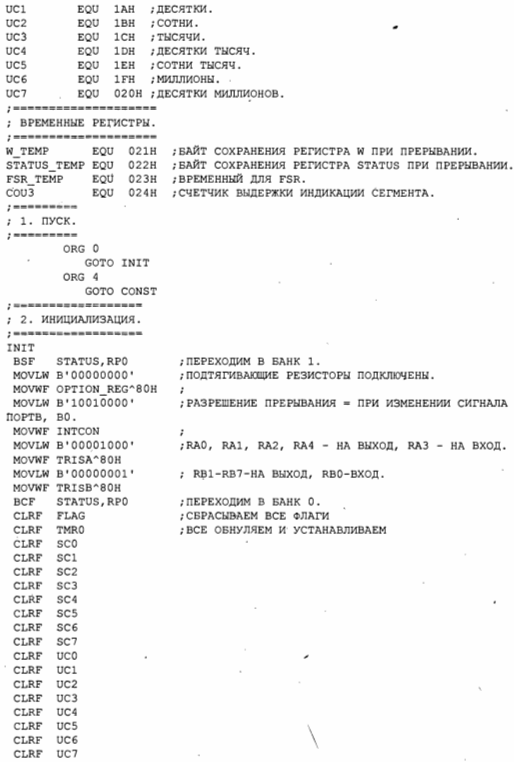 UC1 EQU 1AH ;ДЕСЯТКИ.
UC2 EQU 1BH ;СОТНИ.
UC3 EQU 1CH ;ТЫСЯЧИ.
UC4 EQU 1DH ;ДЕСЯТКИ ТЫСЯЧ.
UC5 EQU 1EH ;СОТНИ ТЫСЯЧ.
UC6 EQU 1FH ;МИЛЛИОНЫ.
UC7 EQU 020H ;ДЕСЯТКИ МИЛЛИОНОВ.
;====================
; ВРЕМЕННЫЕ РЕГИСТРЫ.
;====================
W_TEMP EQU 021H ;БАЙТ СОХРАНЕНИЯ РЕГИСТРА W ПРИ ПРЕРЫВАНИИ.
STATUS_TEMP EQU 022H ;БАЙТ СОХРАНЕНИЯ РЕГИСТРА STATUS ПРИ ПРЕРЫВАНИИ.
FSR_TEMP EQU 023H ;ВРЕМЕННЫЙ ДЛЯ FSR.
COU3 EQU 024H ;СЧЕТЧИК ВЫДЕРЖКИ ИНДИКАЦИИ СЕГМЕНТА.
;=========
; 1. ПУСК.
;=========
ORG 0
GOTO INIT
ORG 4
GOTO CONST
;==================
; 2. ИНИЦИАЛИЗАЦИЯ.
;==================
INIT
BSF STATUS,RP0 ;ПЕРЕХОДИМ В БАНК 1.
MOVLW B'00000000' ;ПОДТЯГИВАЮЩИЕ РЕЗИСТОРЫ ПОДКЛЮЧЕНЫ.
MOVWF OPTION_REG^80H ;
MOVLW B'10010000' ;РАЗРЕШЕНИЕ ПРЕРЫВАНИЯ = ПРИ ИЗМЕНЕНИИ СИГНАЛА
ПОРТВ, В0.
MOVWF INTCON ;
MOVLW B'00001000' ;RA0, RA1, RA2, RA4 - НА ВЫХОД, RA3 - НА ВХОД.
MOVWF TRISA^80H
MOVLW B'00000001' ; RB1-RB7-НА ВЫХОД, RB0-ВХОД.
MOVWF TRISB^80H
BCF STATUS,RP0 ;ПЕРЕХОДИМ В БАНК 0.
CLRF FLAG ;СБРАСЫВАЕМ ВСЕ ФЛАГИ
CLRF TMR0 ;ВСЕ ОБНУЛЯЕМ И УСТАНАВЛИВАЕМ
CLRF SC0
CLRF SC1
CLRF SC2
CLRF SC3
CLRF SC4
CLRF SC5
CLRF SC6
CLRF SC7
CLRF UC0
CLRF UC1
CLRF UC2
CLRF UC3
CLRF UC4
CLRF UC5
CLRF UC6
CLRF UC7